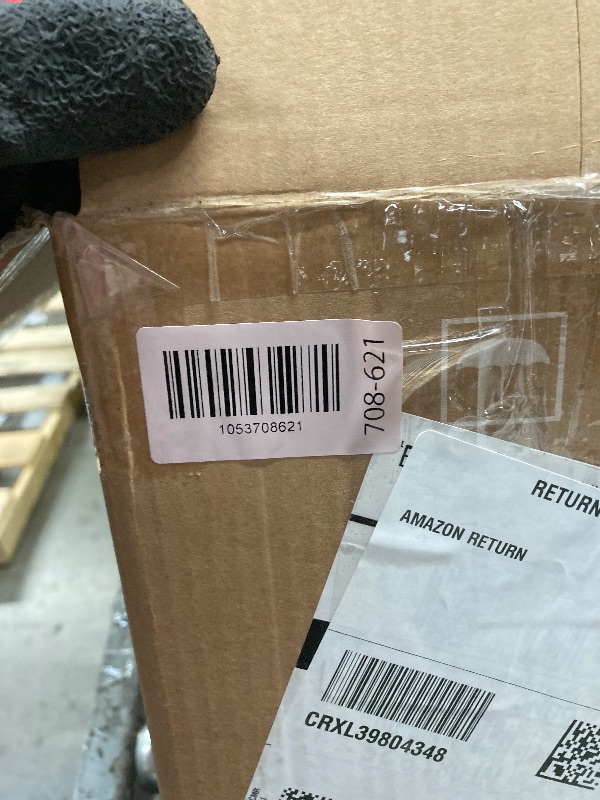 1053708621
708-621
RETURN
AMAZON RETURN
CRXL39804348